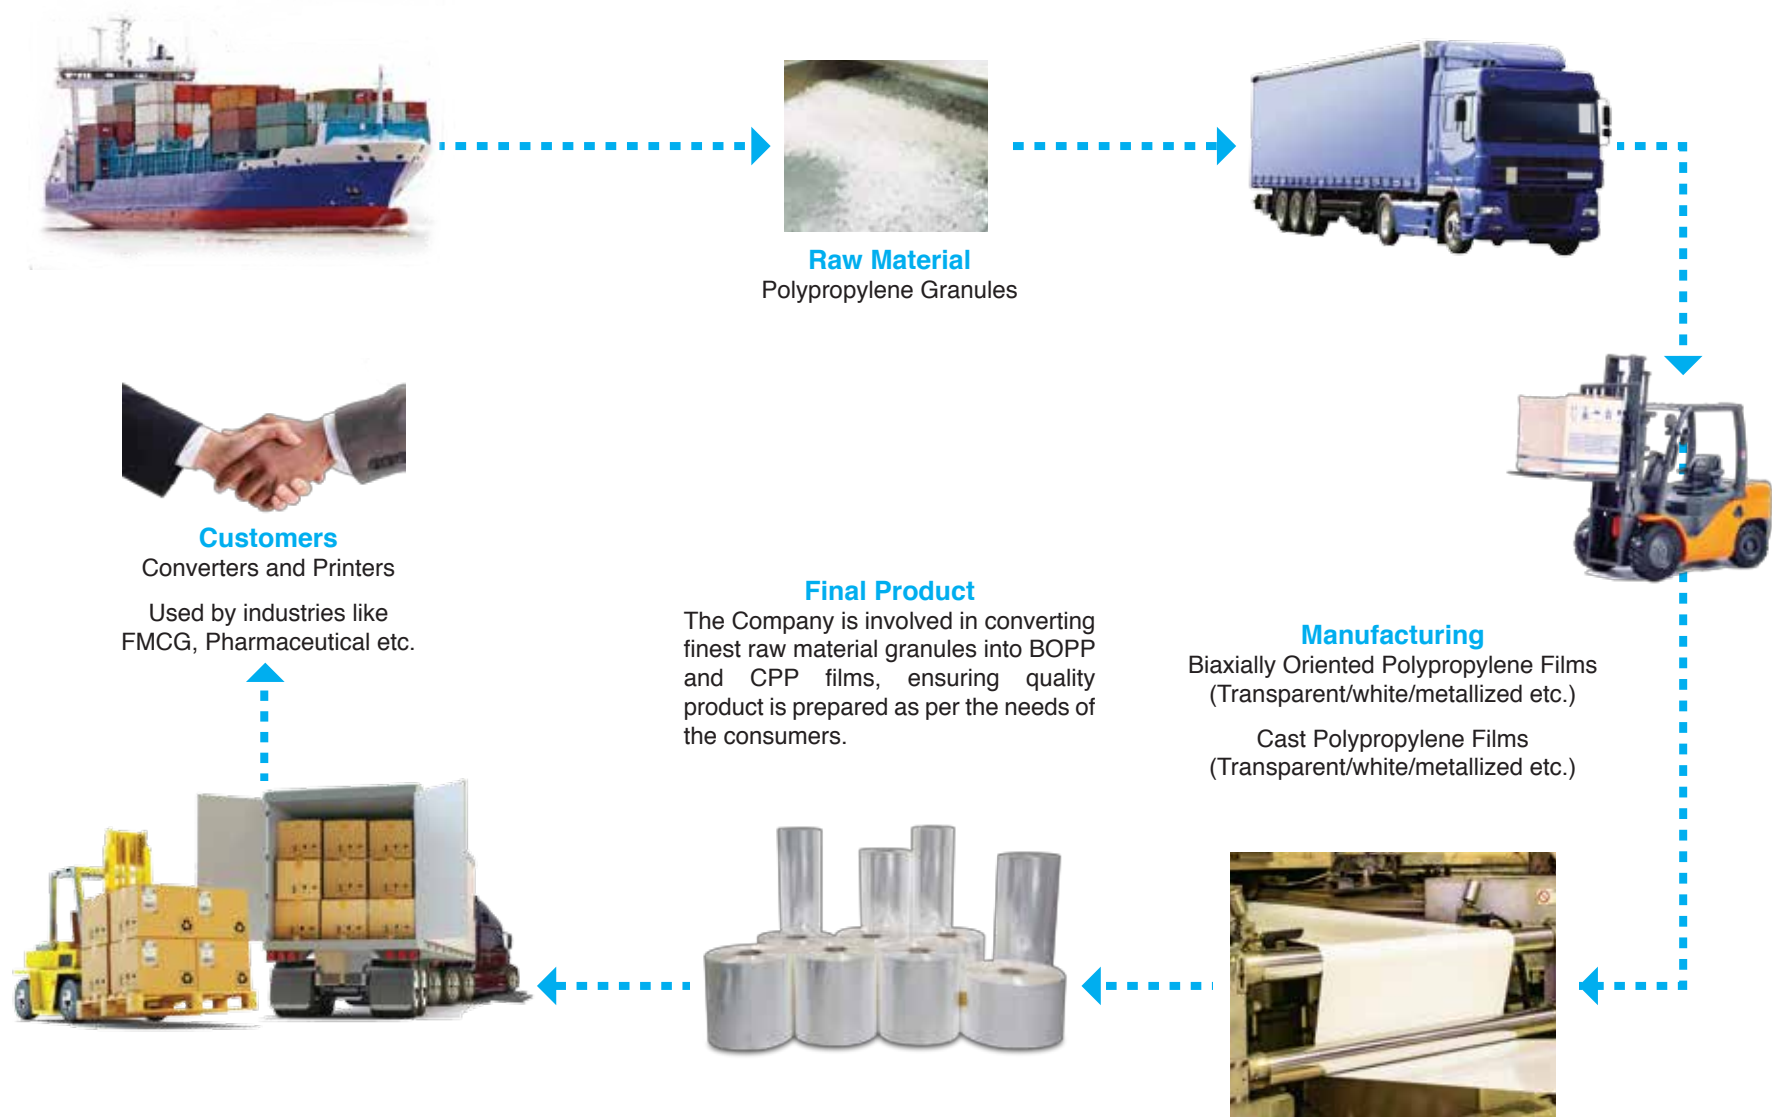 Raw Material
Polypropylene Granules
Customers
Converters and Printers
Used by industries like
FMCG, Pharmaceutical etc.
Final Product
The Company is involved in converting
finest raw material granules into BOPP
and CPP films, ensuring quality
product is prepared as per the needs of
the consumers.
Manufacturing
Biaxially Oriented Polypropylene Films
(Transparent/white/metallized etc.)
Cast Polypropylene Films
(Transparent/white/metallized etc.)